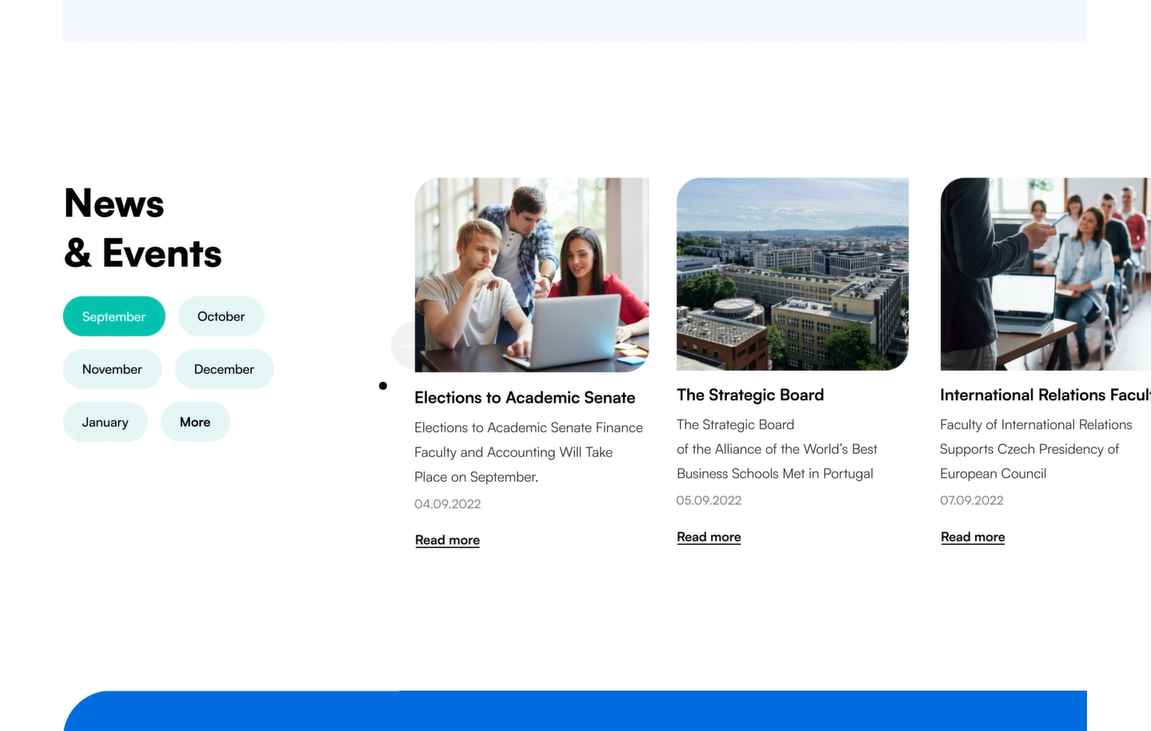 News
& Events
September
October
November
December
January
More
Elections to Academic Senate
Elections to Academic Senate Finance
Faculty and Accounting Will Take
Place on September.
04.09.2022
Read more
The Strategic Board
The Strategic Board
of the Alliance of the World’s Best
Business Schools Met in Portugal
05.09.2022
Read more
International Relations
Faculty of International Relations
Supports Czech Presidency of
European Council
07.09.2022
Read more